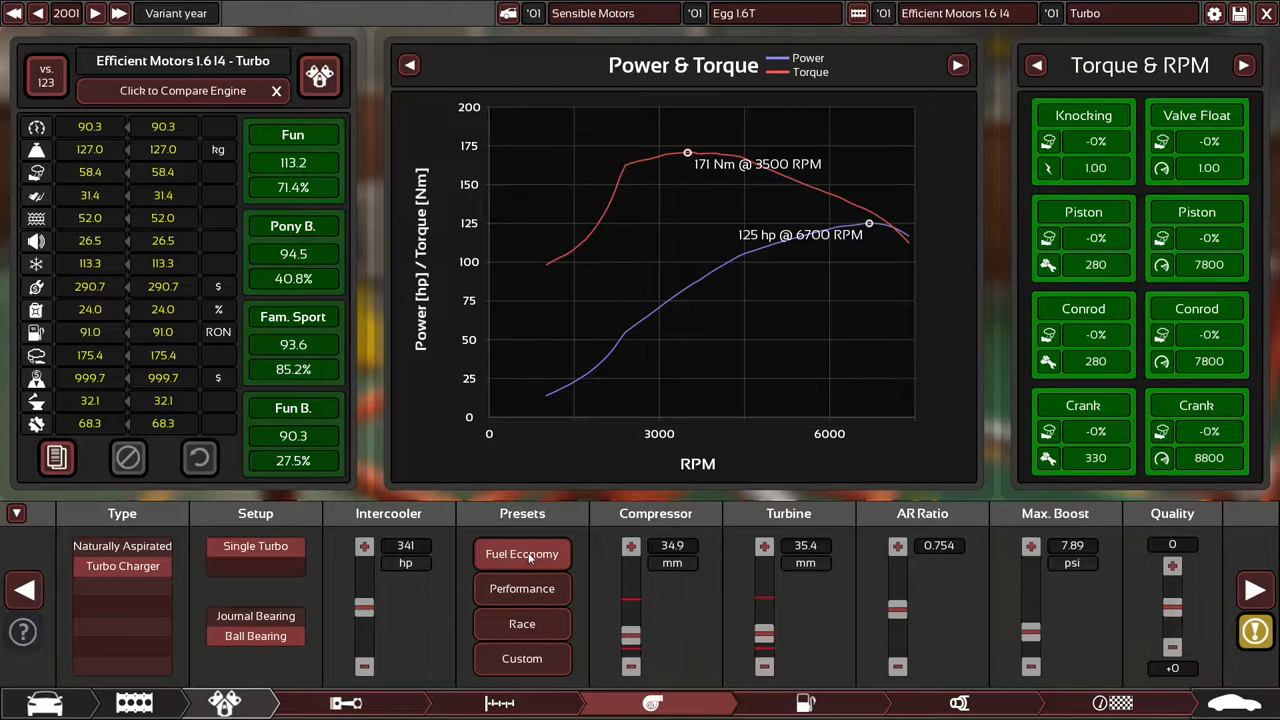 2001
Variant year
'01
Sensible Motors
'01
Egg 1.6T
'01
Efficient Motors 1.6 I4
'01
Turbo
vs.
123
Efficient Motors 1.6 I4 - Turbo
Click to Compare Engine
X
90.3 90.3
127.0 127.0 kg
58.4 58.4
31.4 31.4
52.0 52.0
26.5 26.5
113.3 113.3
290.7 290.7 $
24.0 24.0 %
91.0 91.0 RON
175.4 175.4
999.7 999.7 $
32.1 32.1
68.3 68.3
Fun
113.2
71.4%
Pony B.
94.5
40.8%
Fam. Sport
93.6
85.2%
Fun B.
90.3
27.5%
Power & Torque
Power
Torque
Power [hp] / Torque [Nm]
200
175
150
125
100
75
50
25
0
171 Nm @ 3500 RPM
125 hp @ 6700 RPM
0 3000 6000
RPM
Torque & RPM
Knocking
-0%
1.00
Valve Float
-0%
1.00
Piston
-0%
280
Piston
-0%
7800
Conrod
-0%
280
Conrod
-0%
7800
Crank
-0%
330
Crank
-0%
8800
Type
Naturally Aspirated
Turbo Charger
Setup
Single Turbo
Journal Bearing
Ball Bearing
Intercooler
341
hp
Presets
Fuel Economy
Performance
Race
Custom
Compressor
34.9
mm
Turbine
35.4
mm
AR Ratio
0.754
Max. Boost
7.89
psi
Quality
0
+0
?